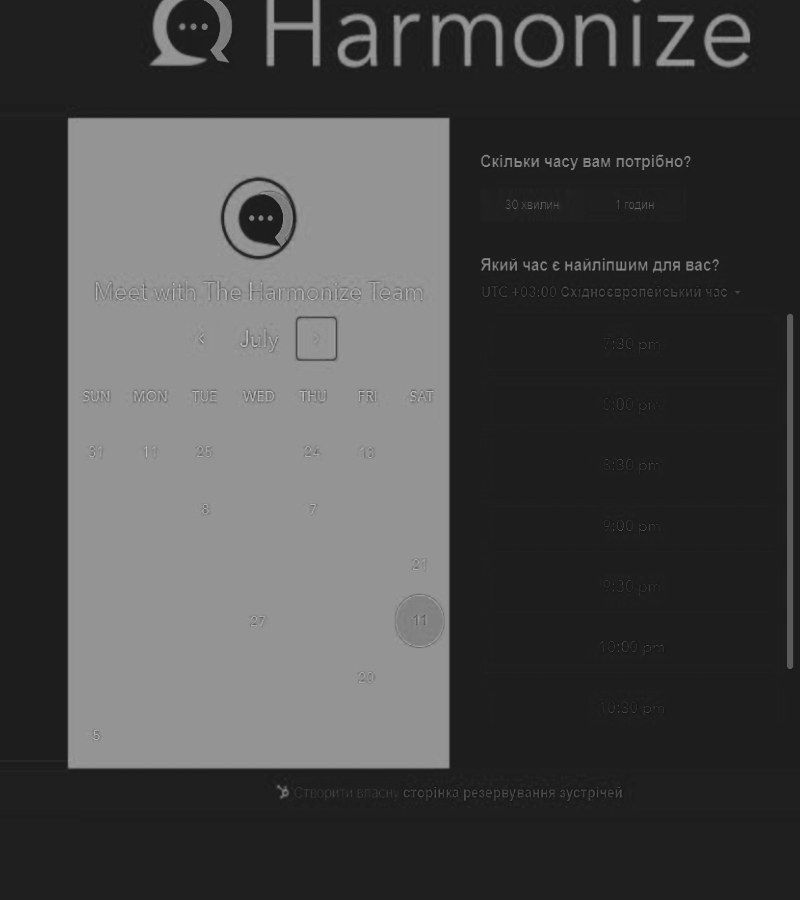 Harmonize
Meet with The Harmonize Team
July
SUN MON TUE WED THU FRI SAT
31 11 25 24 18
8 7
21
27 11
20
5
Скільки часу вам потрібно?
30 хвилин 1 годин
Який час є найліпшим для вас?
UTC +03:00 Східноєвропейський час
7:30 pm
8:00 pm
8:30 pm
9:00 pm
9:30 pm
10:00 pm
10:30 pm
Створити власну сторінка резервування зустрічей